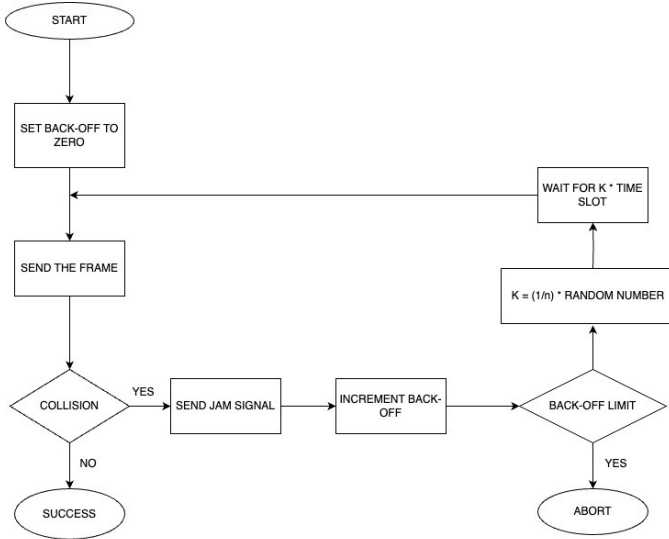 START
SET BACK-OFF TO
ZERO
WAIT FOR K * TIME
SLOT
SEND THE FRAME
K = (1/n) * RANDOM NUMBER
COLLISION
YES
SEND JAM SIGNAL
INCREMENT BACK-
OFF
BACK-OFF LIMIT
NO
YES
SUCCESS
ABORT